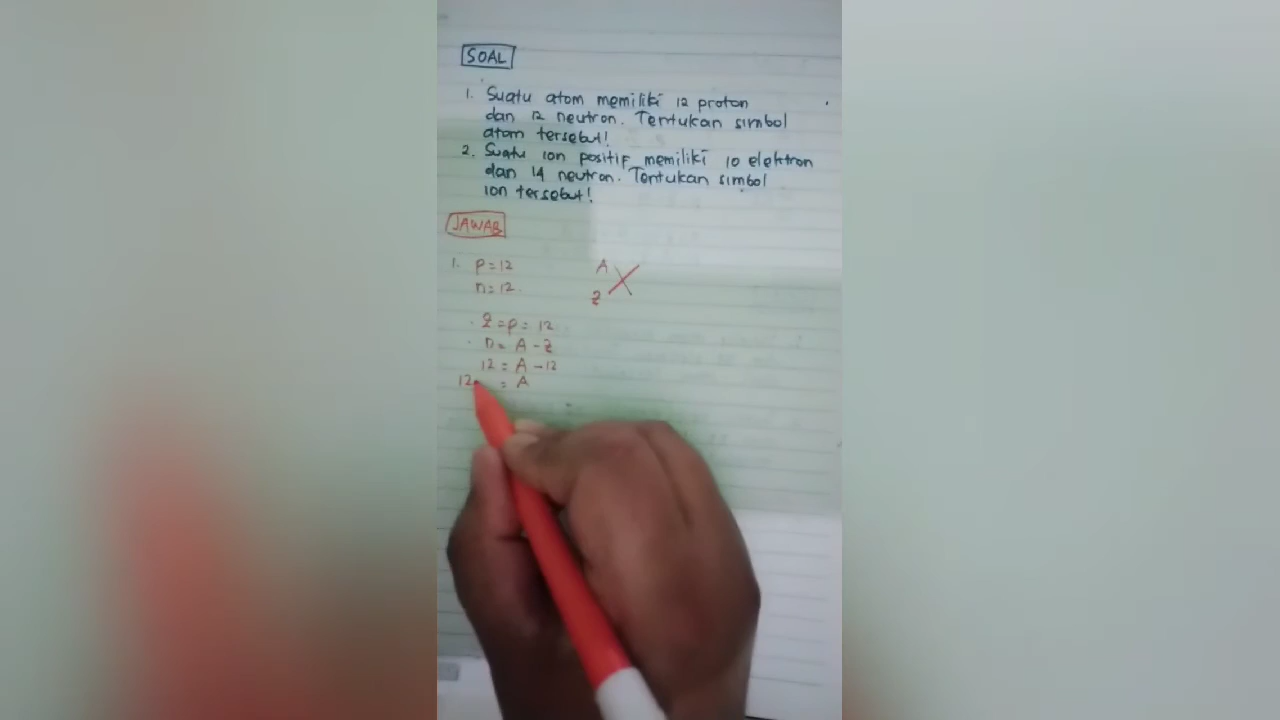 SOAL
1. Suatu atom memiliki 12 proton
dan 12 neutron. Tentukan simbol
atom tersebut!
2. Suatu ion positif memiliki 10 elektron
dan 14 neutron. Tentukan simbol
ion tersebut!
JAWAB
1. p = 12
n = 12
A
X
Z
· Z = p = 12
· n = A - Z
12 = A - 12
12 = A